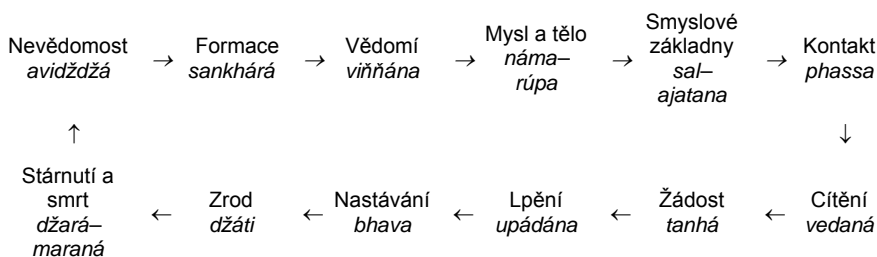 Nevědomost
avidždžá
→
Formace
sankhárá
→
Vědomí
viňňána
→
Mysl a tělo
náma–
rúpa
→
Smyslové
základny
sal–
ajatana
→
Kontakt
phassa
↑
↓
Stárnutí a
smrt
džará–
maraná
←
Zrod
džáti
←
Nastávání
bhava
←
Lpění
upádána
←
Žádost
tanhá
←
Cítění
vedaná